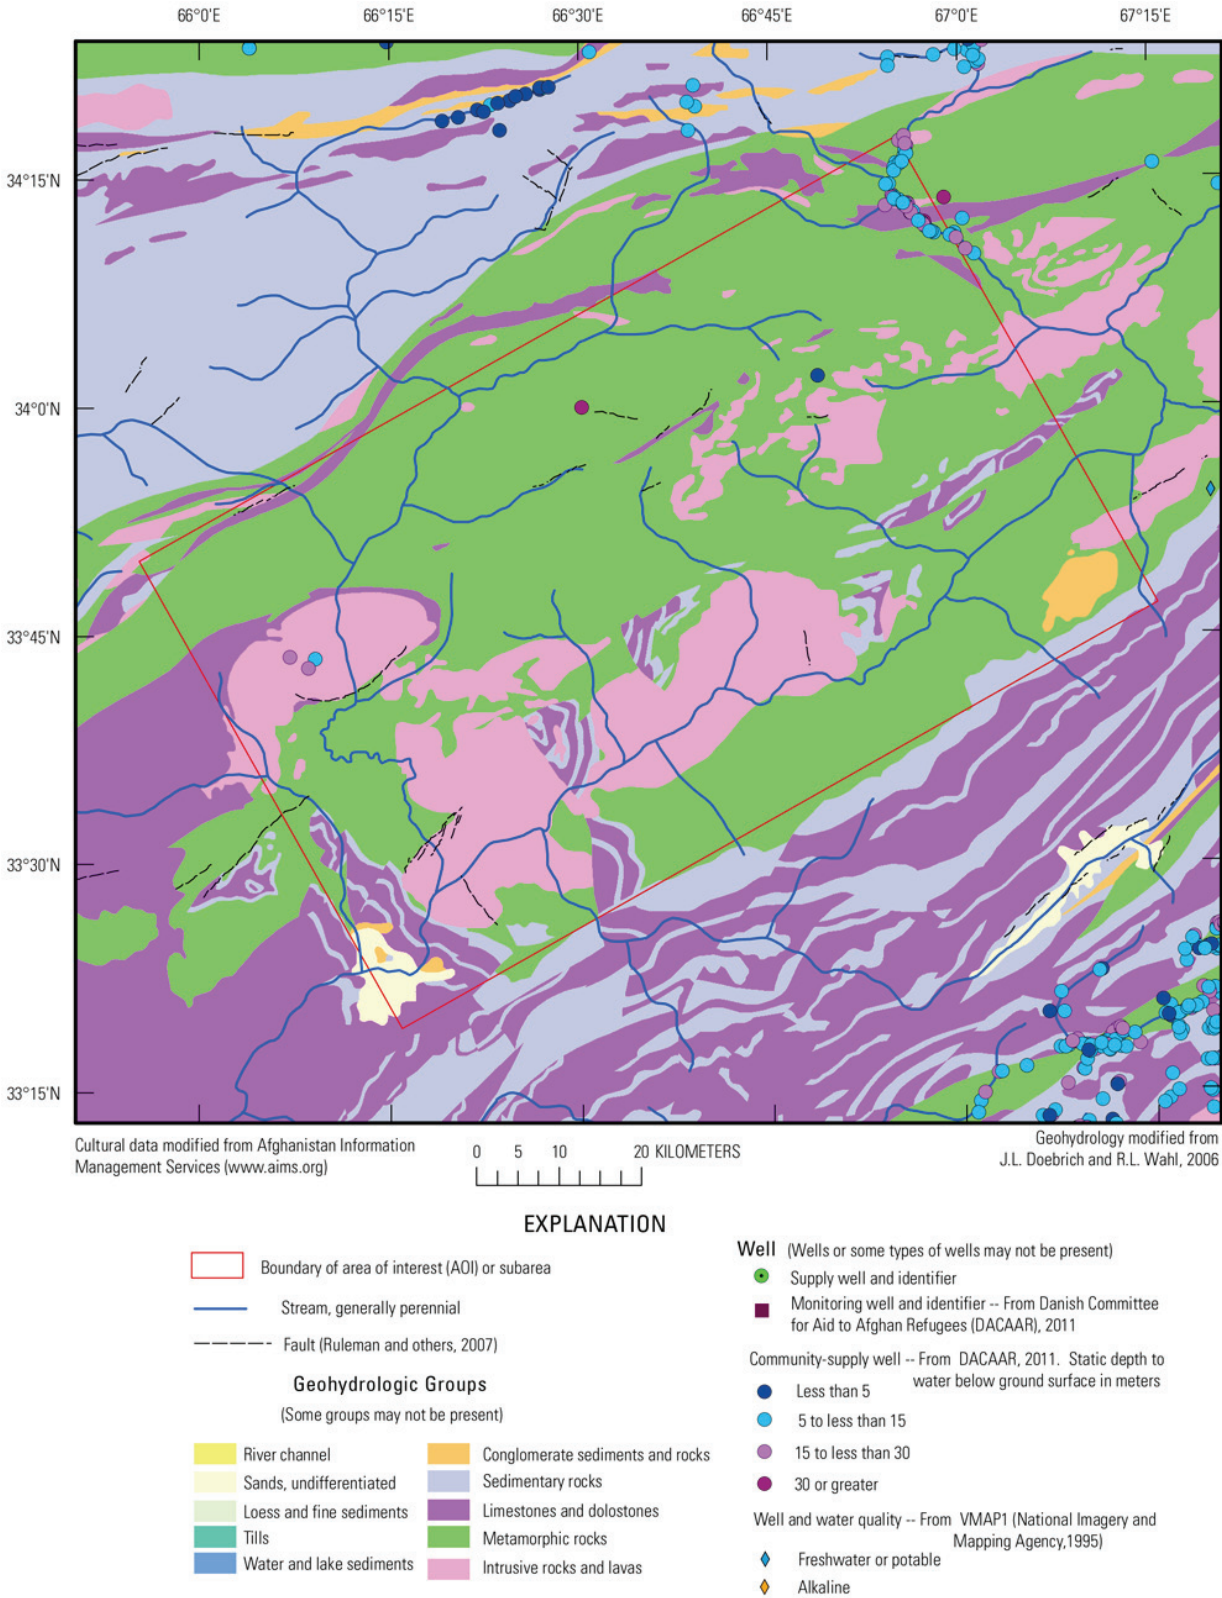 66°0'E 66°15'E 66°30'E 66°45'E 67°0'E 67°15'E
34°15'N
34°0'N
33°45'N
33°30'N
33°15'N
Cultural data modified from Afghanistan Information
Management Services (www.aims.org)
0 5 10 20 KILOMETERS
Geohydrology modified from
J.L. Doebrich and R.L. Wahl, 2006
EXPLANATION
Boundary of area of interest (AOI) or subarea
Stream, generally perennial
Fault (Ruleman and others, 2007)
Geohydrologic Groups
(Some groups may not be present)
River channel
Sands, undifferentiated
Loess and fine sediments
Tills
Water and lake sediments
Conglomerate sediments and rocks
Sedimentary rocks
Limestones and dolostones
Metamorphic rocks
Intrusive rocks and lavas
Well (Wells or some types of wells may not be present)
Supply well and identifier
Monitoring well and identifier -- From Danish Committee
for Aid to Afghan Refugees (DACAAR), 2011
Community-supply well -- From DACAAR, 2011. Static depth to
water below ground surface in meters
Less than 5
5 to less than 15
15 to less than 30
30 or greater
Well and water quality -- From VMAP1 (National Imagery and
Mapping Agency,1995)
Freshwater or potable
Alkaline